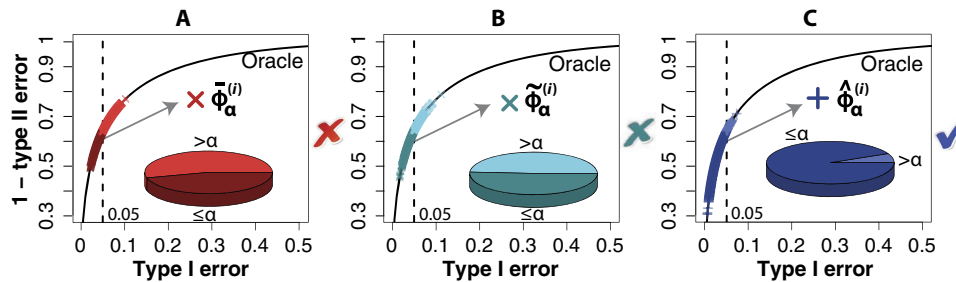 A
B
C
1 − type II error
1
0.9
0.7
0.5
0.3
Oracle
ϕ̄α(i)
>α
≤α
0.05
0
0.1
0.2
0.3
0.4
0.5
Type I error
1
0.9
0.7
0.5
0.3
Oracle
ϕ̃α(i)
>α
≤α
0.05
0
0.1
0.2
0.3
0.4
0.5
Type I error
1
0.9
0.7
0.5
0.3
Oracle
ϕ̂α(i)
≤α
>α
0.05
0
0.1
0.2
0.3
0.4
0.5
Type I error